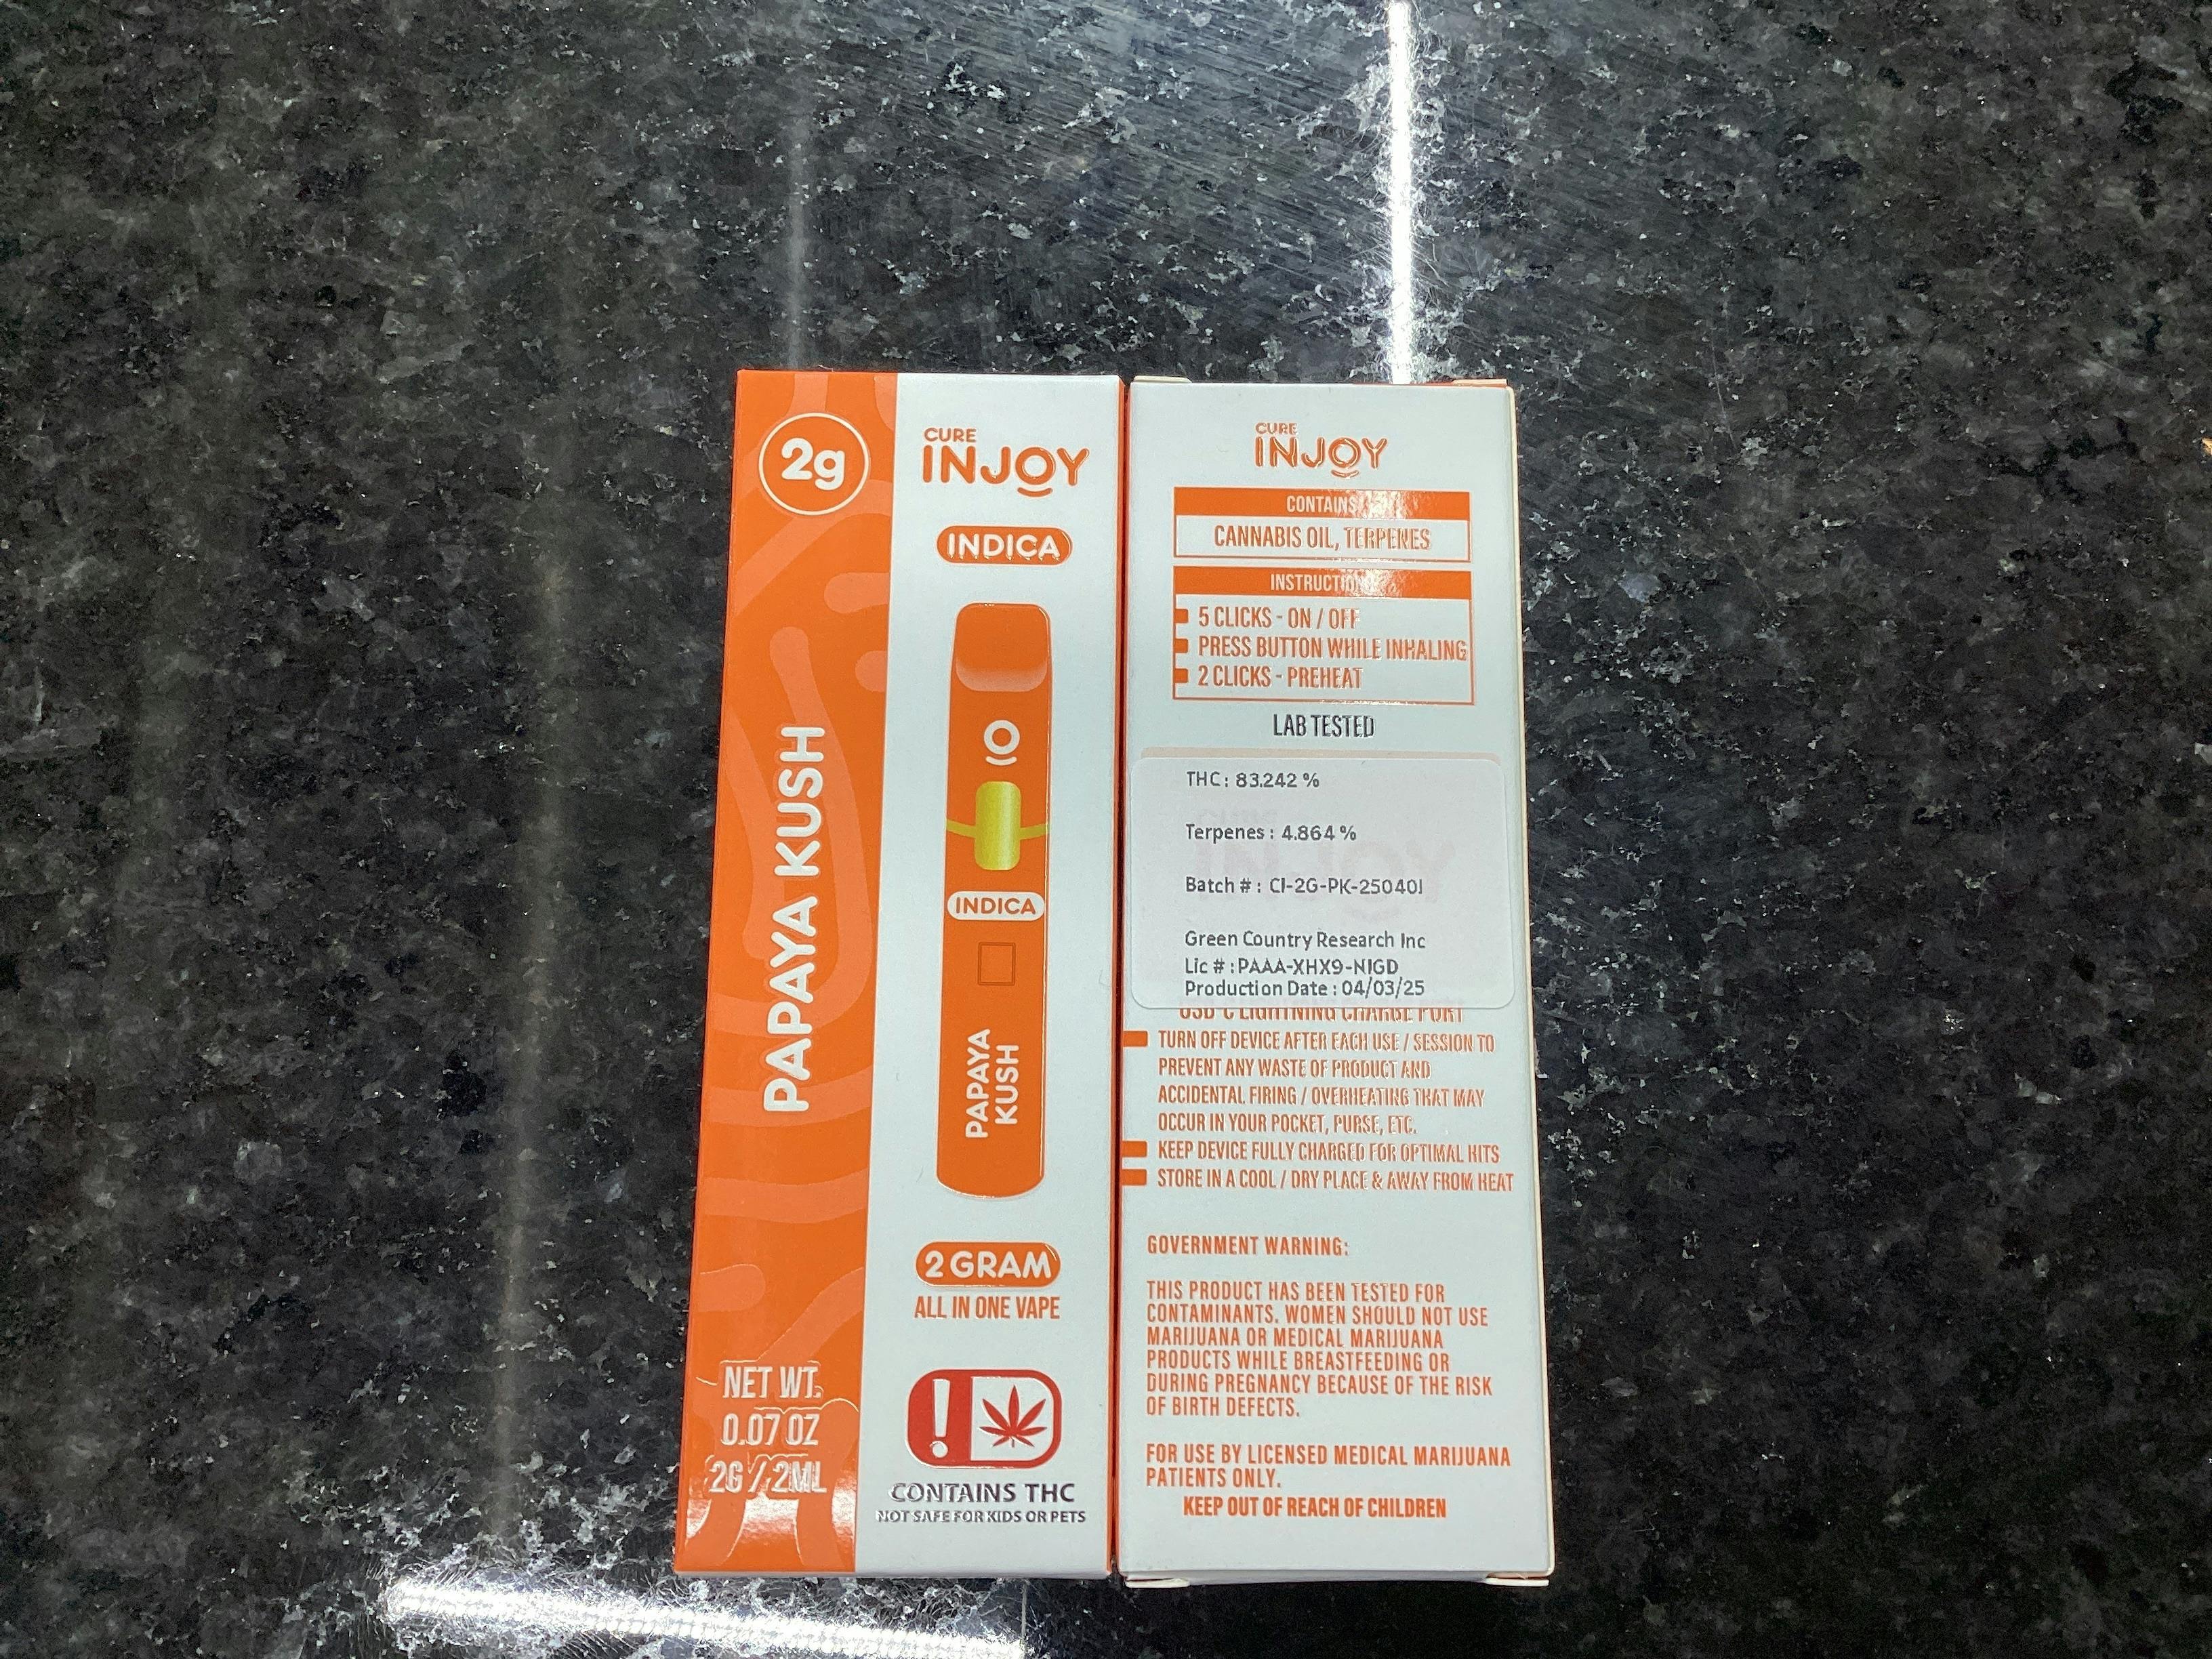 2g
PAPAYA KUSH
NET WT.
0.07 OZ
2G / 2ML
CURE
INJOY
INDICA
INDICA
PAPAYA
KUSH
2 GRAM
ALL IN ONE VAPE
!
CONTAINS THC
NOT SAFE FOR KIDS OR PETS
CURE
INJOY
CONTAINS
CANNABIS OIL, TERPENES
INSTRUCTION
5 CLICKS - ON / OFF
PRESS BUTTON WHILE INHALING
2 CLICKS - PREHEAT
LAB TESTED
THC: 83.242 %
Terpenes : 4.864 %
Batch # : CI-2G-PK-250401
Green Country Research Inc
Lic # : PAAA-XHX9-NIGD
Production Date : 04/03/25
USB-C LIGHTNING CHARGE PORT
TURN OFF DEVICE AFTER EACH USE / SESSION TO
PREVENT ANY WASTE OF PRODUCT AND
ACCIDENTAL FIRING / OVERHEATING THAT MAY
OCCUR IN YOUR POCKET, PURSE, ETC.
KEEP DEVICE FULLY CHARGED FOR OPTIMAL HITS
STORE IN A COOL / DRY PLACE & AWAY FROM HEAT
GOVERNMENT WARNING:
THIS PRODUCT HAS BEEN TESTED FOR
CONTAMINANTS. WOMEN SHOULD NOT USE
MARIJUANA OR MEDICAL MARIJUANA
PRODUCTS WHILE BREASTFEEDING OR
DURING PREGNANCY BECAUSE OF THE RISK
OF BIRTH DEFECTS.
FOR USE BY LICENSED MEDICAL MARIJUANA
PATIENTS ONLY.
KEEP OUT OF REACH OF CHILDREN